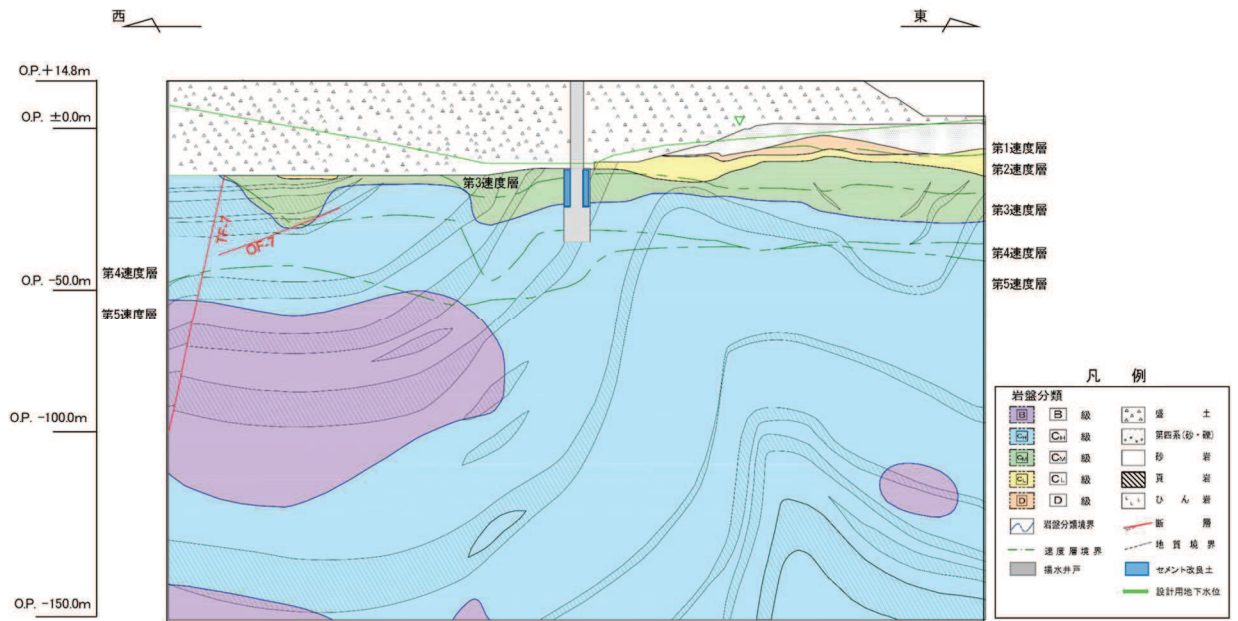 西
東
O.P.+14.8m
O.P. ±0.0m
O.P. -50.0m
O.P. -100.0m
O.P. -150.0m
第3速度層
TF-7
OF-7
第4速度層
第5速度層
第1速度層
第2速度層
第3速度層
第4速度層
第5速度層
凡 例
岩盤分類
B B 級
CH CH 級
CM CM 級
CL CL 級
D D 級
岩盤分類境界
速度層境界
揚水井戸
盛 土
第四系(砂・礫)
砂 岩
頁 岩
ひん岩
断 層
地質境界
セメント改良土
設計用地下水位